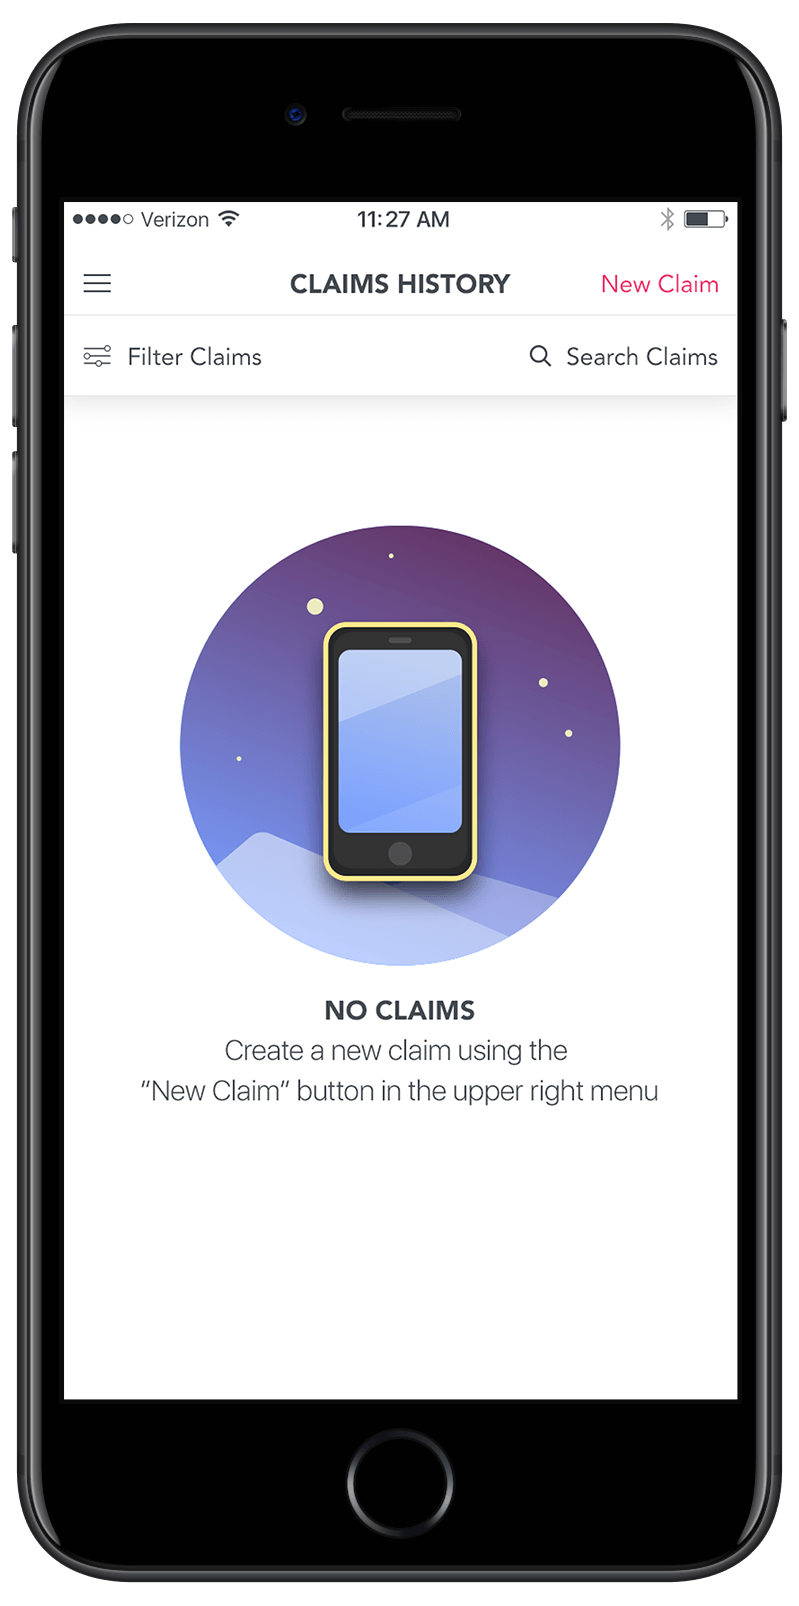 Verizon 11:27 AM
CLAIMS HISTORY New Claim
Filter Claims Search Claims
NO CLAIMS
Create a new claim using the
“New Claim” button in the upper right menu